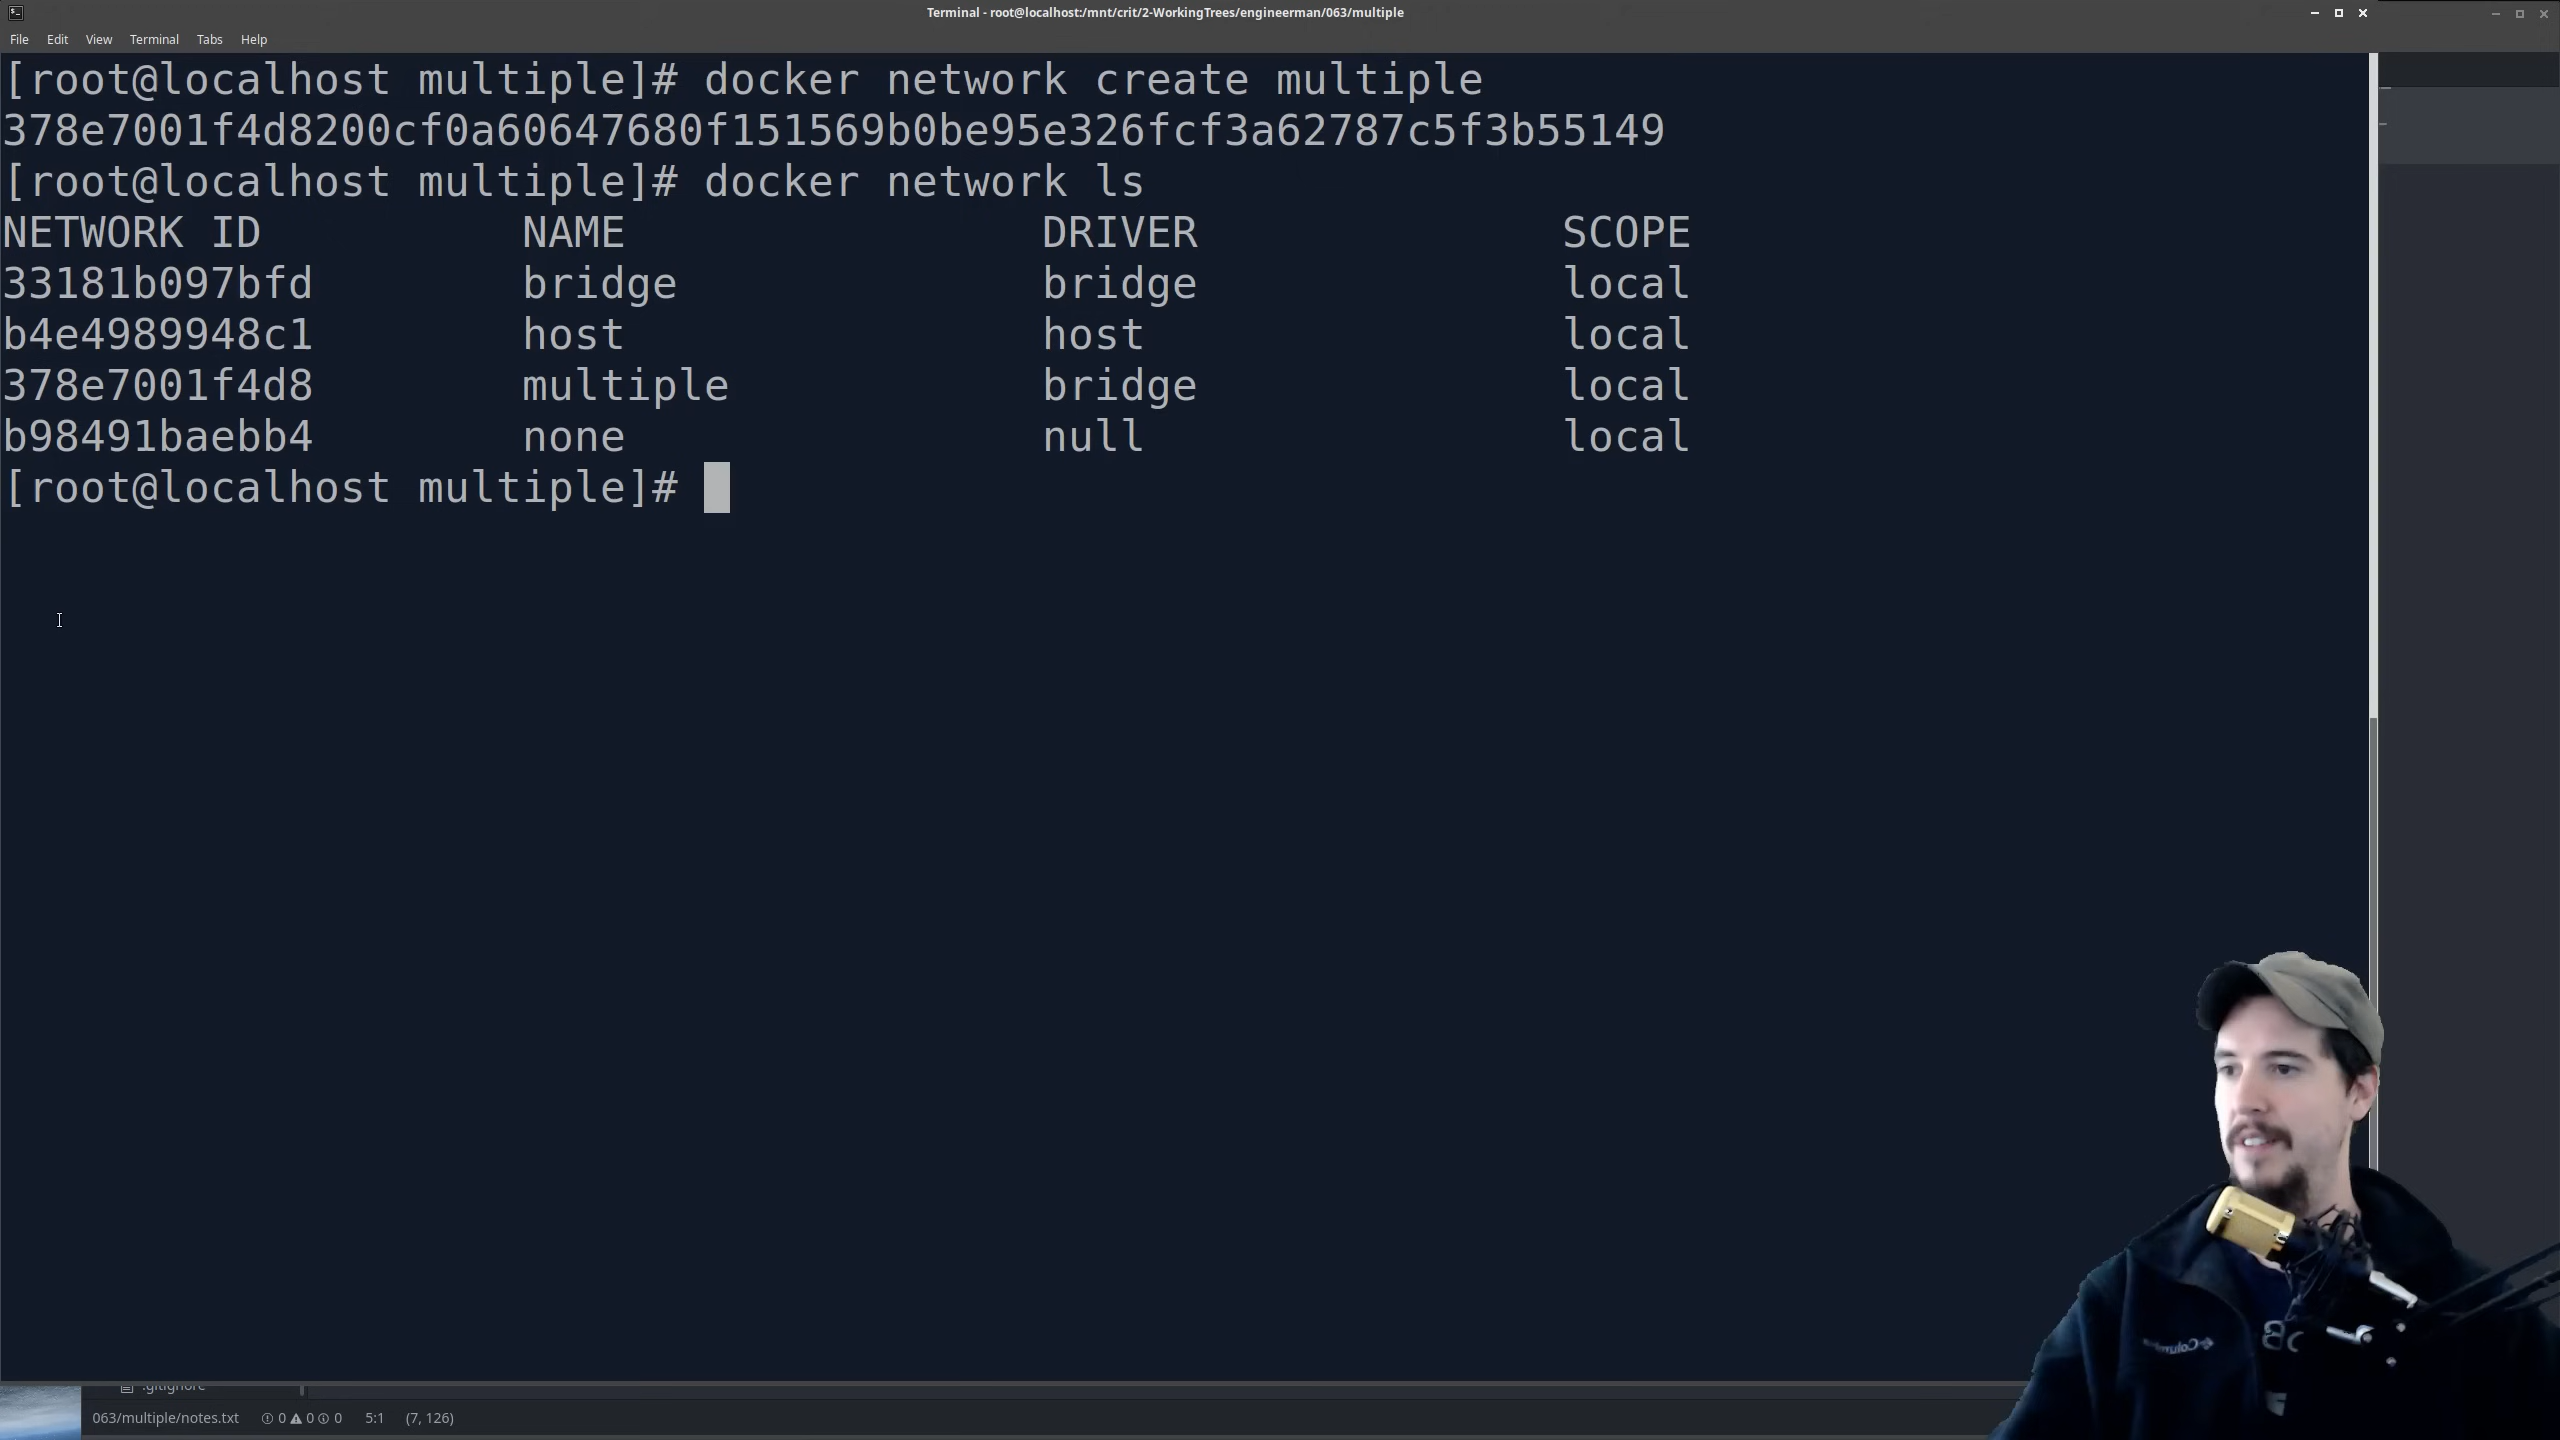 Terminal - root@localhost:/mnt/crit/2-WorkingTrees/engineerman/063/multiple
File Edit View Terminal Tabs Help
[root@localhost multiple]# docker network create multiple
378e7001f4d8200cf0a60647680f151569b0be95e326fcf3a62787c5f3b55149
[root@localhost multiple]# docker network ls
NETWORK ID NAME DRIVER SCOPE
33181b097bfd bridge bridge local
b4e4989948c1 host host local
378e7001f4d8 multiple bridge local
b98491baebb4 none null local
[root@localhost multiple]#
.gitignore
063/multiple/notes.txt 0 0 0 5:1 (7, 126)